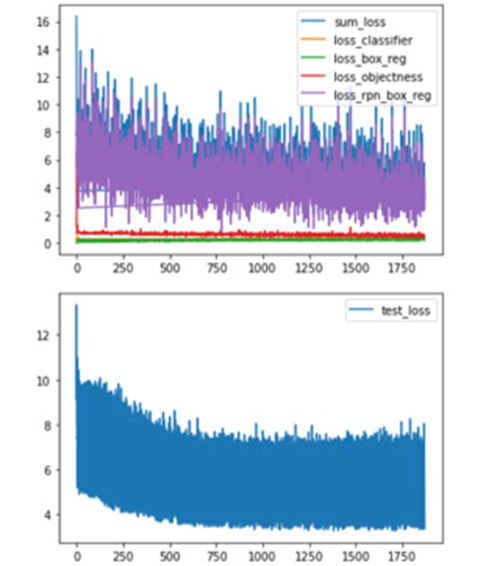 16
14
12
10
8
6
4
2
0
sum_loss
loss_classifier
loss_box_reg
loss_objectness
loss_rpn_box_reg
0 250 500 750 1000 1250 1500 1750
12
10
8
6
4
test_loss
0 250 500 750 1000 1250 1500 1750